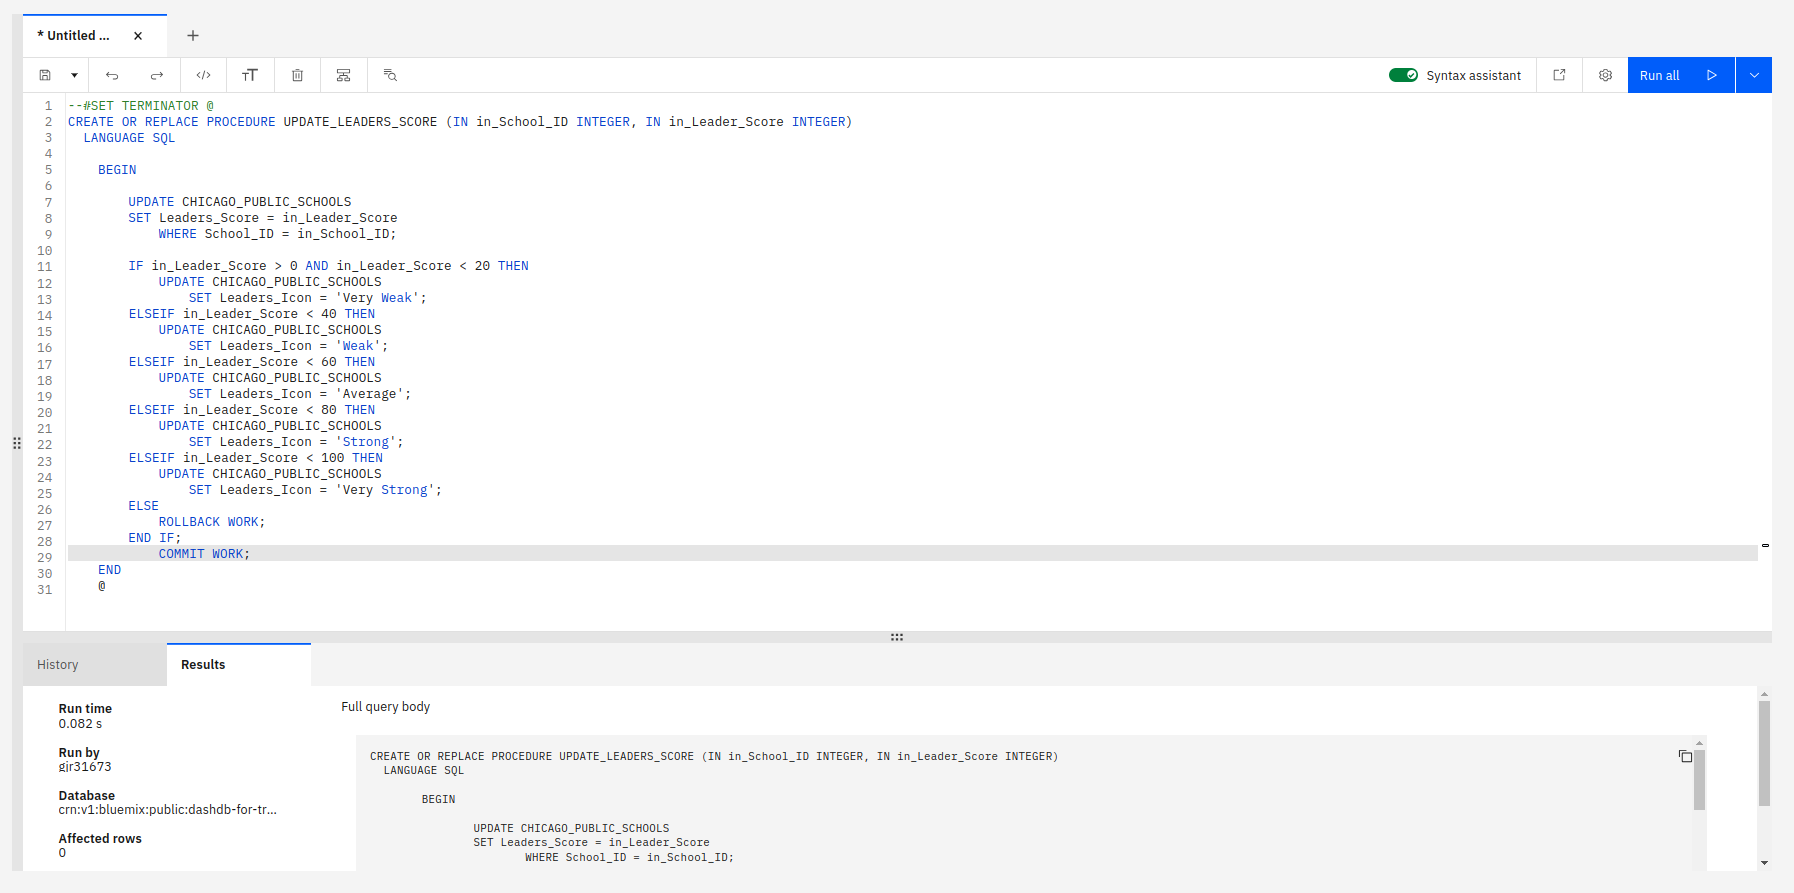 * Untitled ...
Syntax assistant
Run all
1 --#SET TERMINATOR @
2 CREATE OR REPLACE PROCEDURE UPDATE_LEADERS_SCORE (IN in_School_ID INTEGER, IN in_Leader_Score INTEGER)
3 LANGUAGE SQL
4
5 BEGIN
6
7 UPDATE CHICAGO_PUBLIC_SCHOOLS
8 SET Leaders_Score = in_Leader_Score
9 WHERE School_ID = in_School_ID;
10
11 IF in_Leader_Score > 0 AND in_Leader_Score < 20 THEN
12 UPDATE CHICAGO_PUBLIC_SCHOOLS
13 SET Leaders_Icon = 'Very Weak';
14 ELSEIF in_Leader_Score < 40 THEN
15 UPDATE CHICAGO_PUBLIC_SCHOOLS
16 SET Leaders_Icon = 'Weak';
17 ELSEIF in_Leader_Score < 60 THEN
18 UPDATE CHICAGO_PUBLIC_SCHOOLS
19 SET Leaders_Icon = 'Average';
20 ELSEIF in_Leader_Score < 80 THEN
21 UPDATE CHICAGO_PUBLIC_SCHOOLS
22 SET Leaders_Icon = 'Strong';
23 ELSEIF in_Leader_Score < 100 THEN
24 UPDATE CHICAGO_PUBLIC_SCHOOLS
25 SET Leaders_Icon = 'Very Strong';
26 ELSE
27 ROLLBACK WORK;
28 END IF;
29 COMMIT WORK;
30 END
31 @
History
Results
Run time
0.082 s
Run by
gjr31673
Database
crn:v1:bluemix:public:dashdb-for-tr...
Affected rows
0
Full query body
CREATE OR REPLACE PROCEDURE UPDATE_LEADERS_SCORE (IN in_School_ID INTEGER, IN in_Leader_Score INTEGER)
LANGUAGE SQL
BEGIN
UPDATE CHICAGO_PUBLIC_SCHOOLS
SET Leaders_Score = in_Leader_Score
WHERE School_ID = in_School_ID;